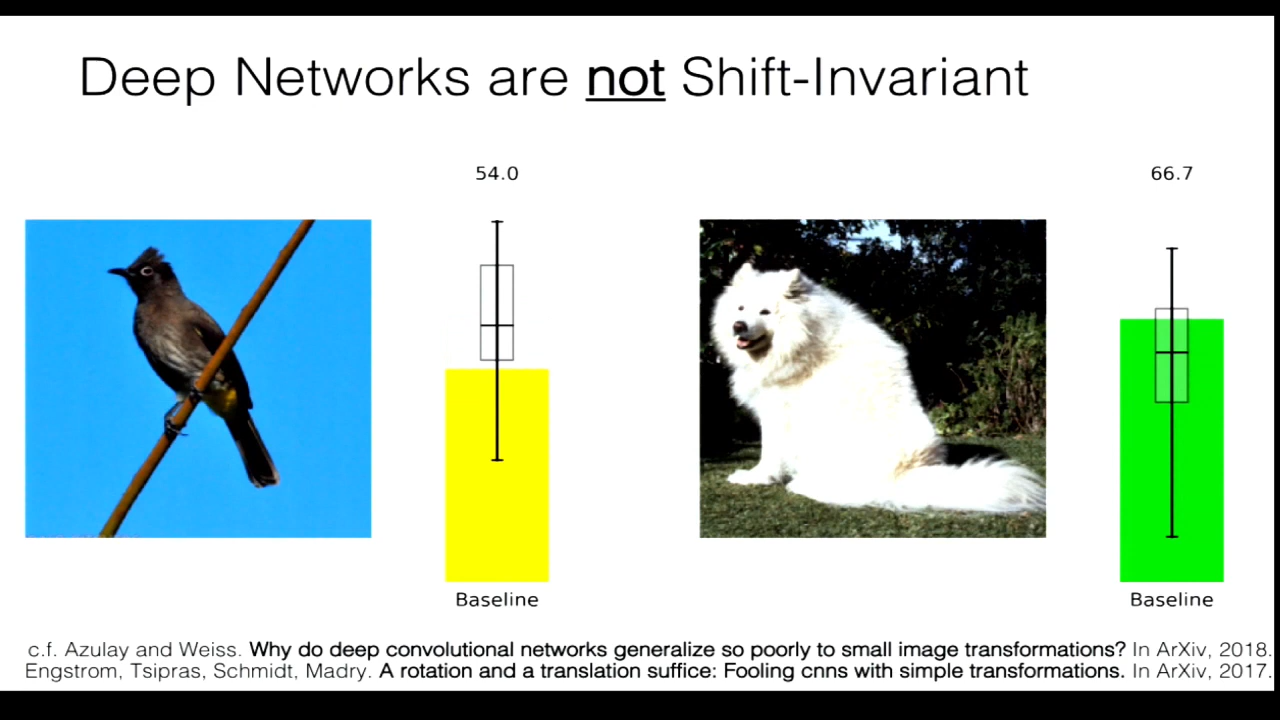 Deep Networks are not Shift-Invariant
54.0
66.7
Baseline
Baseline
c.f. Azulay and Weiss. Why do deep convolutional networks generalize so poorly to small image transformations? In ArXiv, 2018.
Engstrom, Tsipras, Schmidt, Madry. A rotation and a translation suffice: Fooling cnns with simple transformations. In ArXiv, 2017.